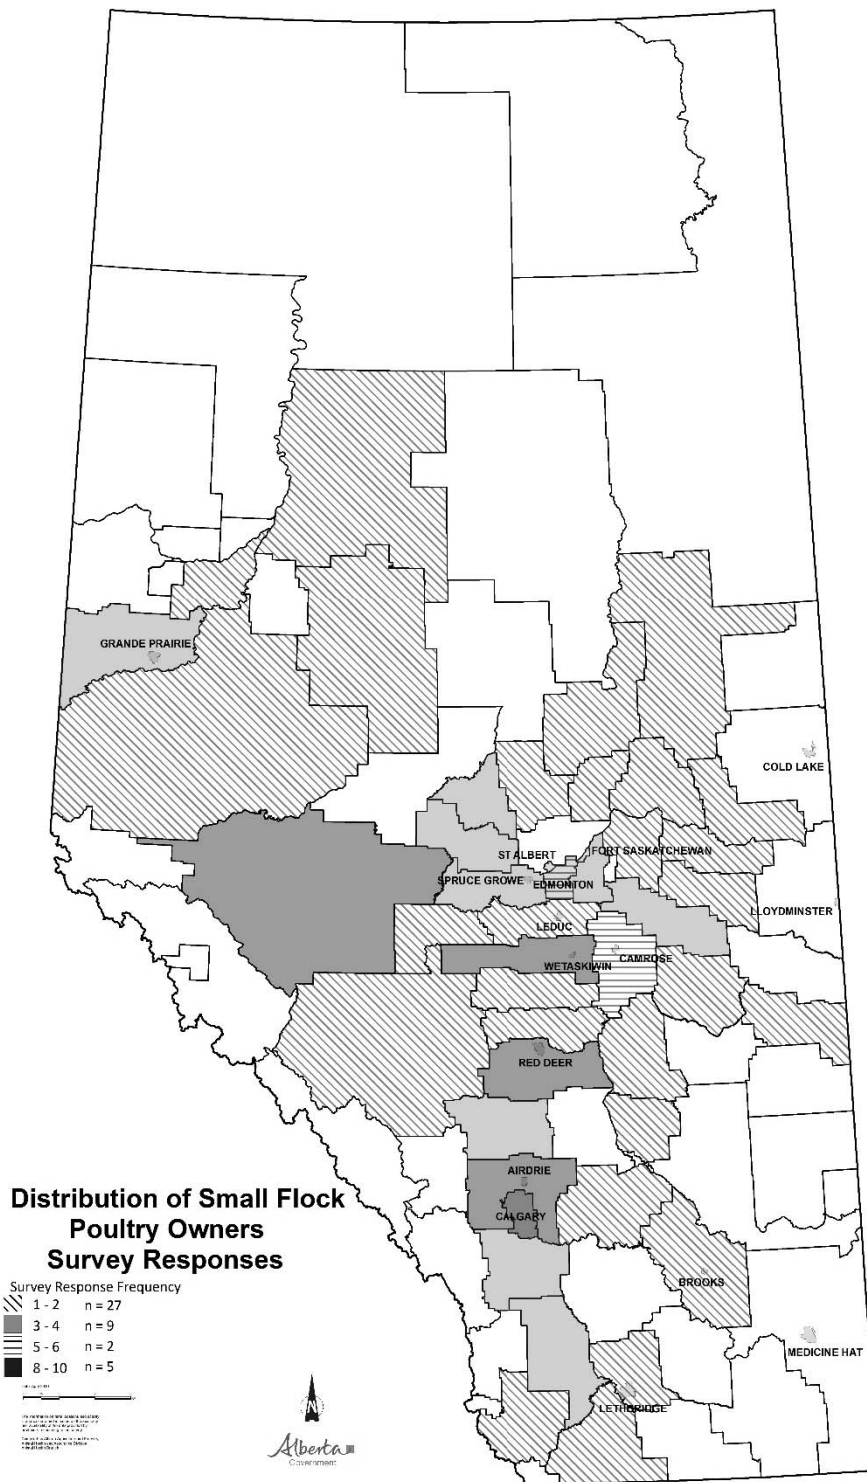 GRANDE PRAIRIE
COLD LAKE
ST ALBERT
FORT SASKATCHEWAN
SPRUCE GROWE
EDMONTON
LLOYDMINSTER
LEDUC
CAMROSE
WETASKIWIN
RED DEER
AIRDRIE
CALGARY
BROOKS
MEDICINE HAT
LETHBRIDGE
Distribution of Small Flock
Poultry Owners
Survey Responses
Survey Response Frequency
1 - 2 n = 27
3 - 4 n = 9
5 - 6 n = 2
8 - 10 n = 5
N
Alberta
Government